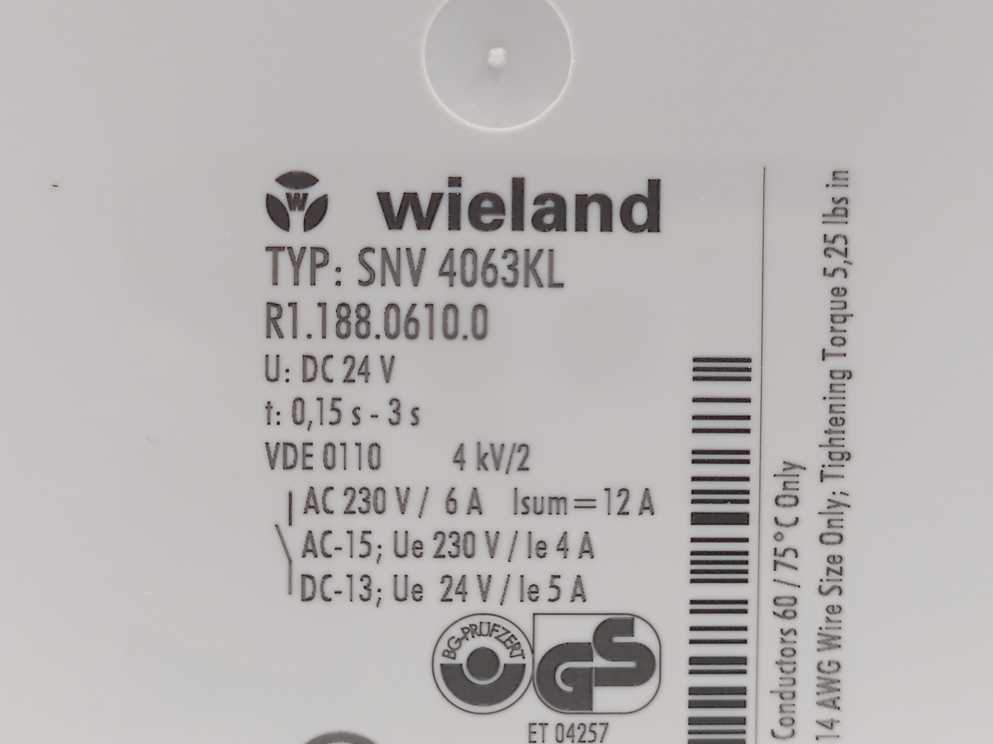 W wieland
TYP: SNV 4063KL
R1.188.0610.0
U: DC 24 V
t: 0,15 s - 3 s
VDE 0110 4 kV/2
AC 230 V / 6 A Isum = 12 A
AC-15; Ue 230 V / Ie 4 A
DC-13; Ue 24 V / Ie 5 A
BG-PRÜFZERT
GS
ET 04257
Conductors 60 / 75°C Only
14 AWG Wire Size Only; Tightening Torque 5,25 lbs in